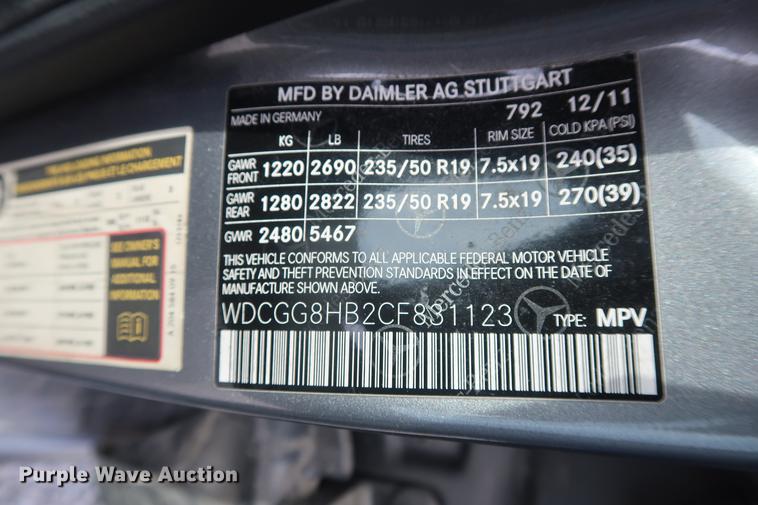 MFD BY DAIMLER AG STUTTGART
MADE IN GERMANY 792 12/11
KG LB TIRES RIM SIZE COLD KPA (PSI)
GAWR FRONT 1220 2690 235/50 R19 7.5x19 240(35)
GAWR REAR 1280 2822 235/50 R19 7.5x19 270(39)
GVWR 2480 5467
THIS VEHICLE CONFORMS TO ALL APPLICABLE FEDERAL MOTOR VEHICLE
SAFETY AND THEFT PREVENTION STANDARDS IN EFFECT ON THE DATE OF
MANUFACTURE SHOWN ABOVE.
WDCGG8HB2CF831123 TYPE: MPV
SEE OWNER'S
MANUAL FOR
ADDITIONAL
INFORMATION
Purple Wave Auction